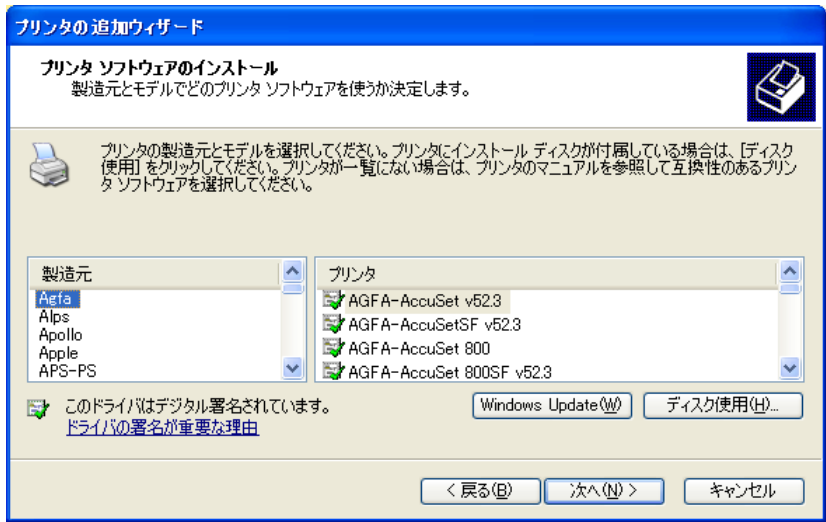 プリンタの追加ウィザード
プリンタ ソフトウェアのインストール
製造元とモデルでどのプリンタ ソフトウェアを使うか決定します。
プリンタの製造元とモデルを選択してください。プリンタにインストール ディスクが付属している場合は、[ディスク
使用] をクリックしてください。プリンタが一覧にない場合は、プリンタのマニュアルを参照して互換性のあるプリン
タ ソフトウェアを選択してください。
製造元
Agfa
Alps
Apollo
Apple
APS-PS
プリンタ
AGFA-AccuSet v52.3
AGFA-AccuSetSF v52.3
AGFA-AccuSet 800
AGFA-AccuSet 800SF v52.3
このドライバはデジタル署名されています。
ドライバの署名が重要な理由
Windows Update(W)
ディスク使用(H)...
< 戻る(B)
次へ(N) >
キャンセル